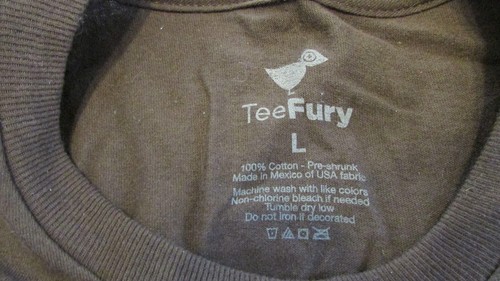 TeeFury
L
100% Cotton - Pre-shrunk
Made in Mexico of USA fabric
Machine wash with like colors
Non-chlorine bleach if needed
Tumble dry low
Do not iron if decorated